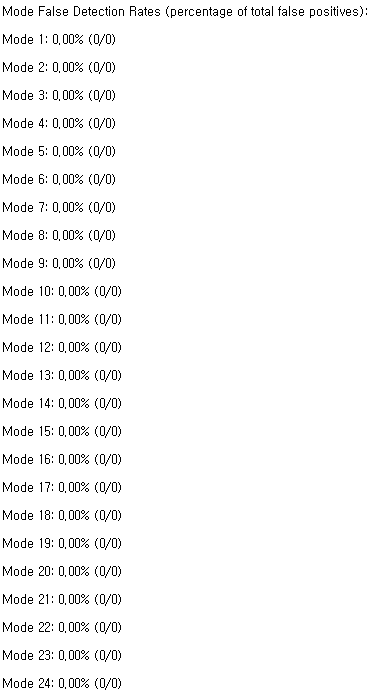 Mode False Detection Rates (percentage of total false positives):
Mode 1: 0.00% (0/0)
Mode 2: 0.00% (0/0)
Mode 3: 0.00% (0/0)
Mode 4: 0.00% (0/0)
Mode 5: 0.00% (0/0)
Mode 6: 0.00% (0/0)
Mode 7: 0.00% (0/0)
Mode 8: 0.00% (0/0)
Mode 9: 0.00% (0/0)
Mode 10: 0.00% (0/0)
Mode 11: 0.00% (0/0)
Mode 12: 0.00% (0/0)
Mode 13: 0.00% (0/0)
Mode 14: 0.00% (0/0)
Mode 15: 0.00% (0/0)
Mode 16: 0.00% (0/0)
Mode 17: 0.00% (0/0)
Mode 18: 0.00% (0/0)
Mode 19: 0.00% (0/0)
Mode 20: 0.00% (0/0)
Mode 21: 0.00% (0/0)
Mode 22: 0.00% (0/0)
Mode 23: 0.00% (0/0)
Mode 24: 0.00% (0/0)